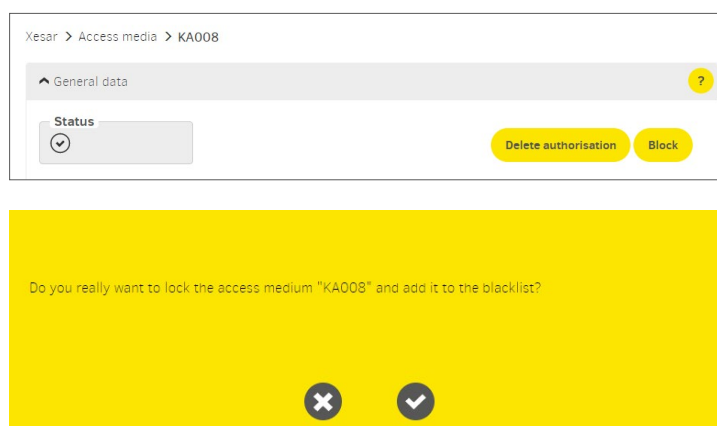 Xesar > Access media > KA008
General data
?
Status
Delete authorisation
Block
Do you really want to lock the access medium "KA008" and add it to the blacklist?